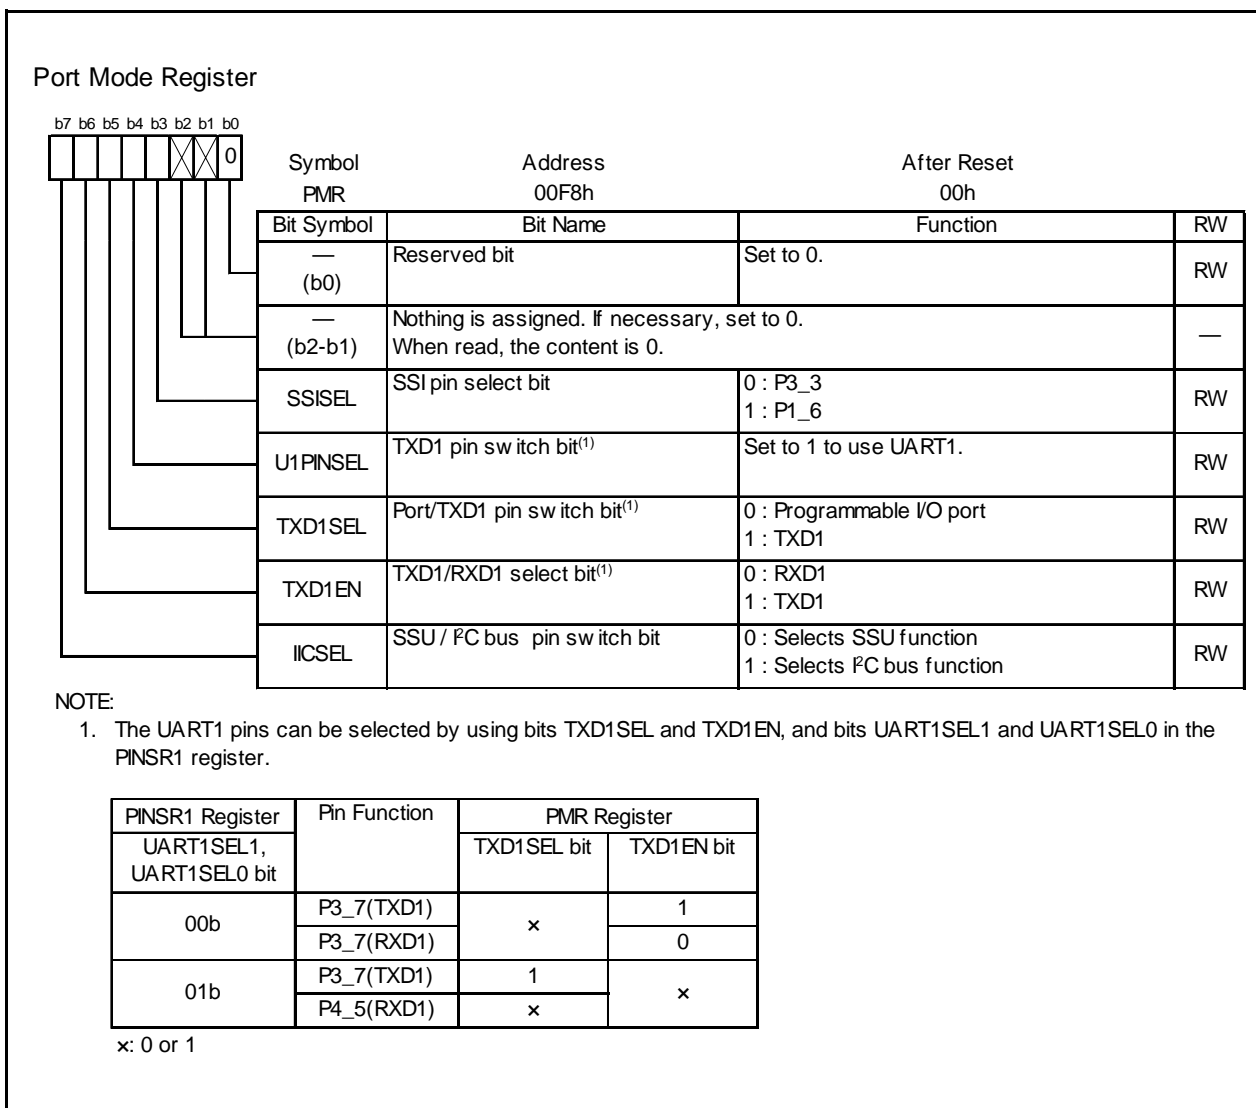 Port Mode Register
b7 b6 b5 b4 b3 b2 b1 b0
0
Symbol Address After Reset
PMR 00F8h 00h
Bit Symbol Bit Name Function RW
— (b0) Reserved bit Set to 0. RW
— (b2-b1) Nothing is assigned. If necessary, set to 0.
When read, the content is 0. —
SSISEL SSI pin select bit 0 : P3_3
1 : P1_6 RW
U1PINSEL TXD1 pin switch bit(1) Set to 1 to use UART1. RW
TXD1SEL Port/TXD1 pin switch bit(1) 0 : Programmable I/O port
1 : TXD1 RW
TXD1EN TXD1/RXD1 select bit(1) 0 : RXD1
1 : TXD1 RW
IICSEL SSU / I²C bus pin switch bit 0 : Selects SSU function
1 : Selects I²C bus function RW
NOTE:
1. The UART1 pins can be selected by using bits TXD1SEL and TXD1EN, and bits UART1SEL1 and UART1SEL0 in the
PINSR1 register.
PINSR1 Register Pin Function PMR Register
UART1SEL1, TXD1SEL bit TXD1EN bit
UART1SEL0 bit
00b P3_7(TXD1) × 1
P3_7(RXD1) 0
01b P3_7(TXD1) 1 ×
P4_5(RXD1) ×
×: 0 or 1